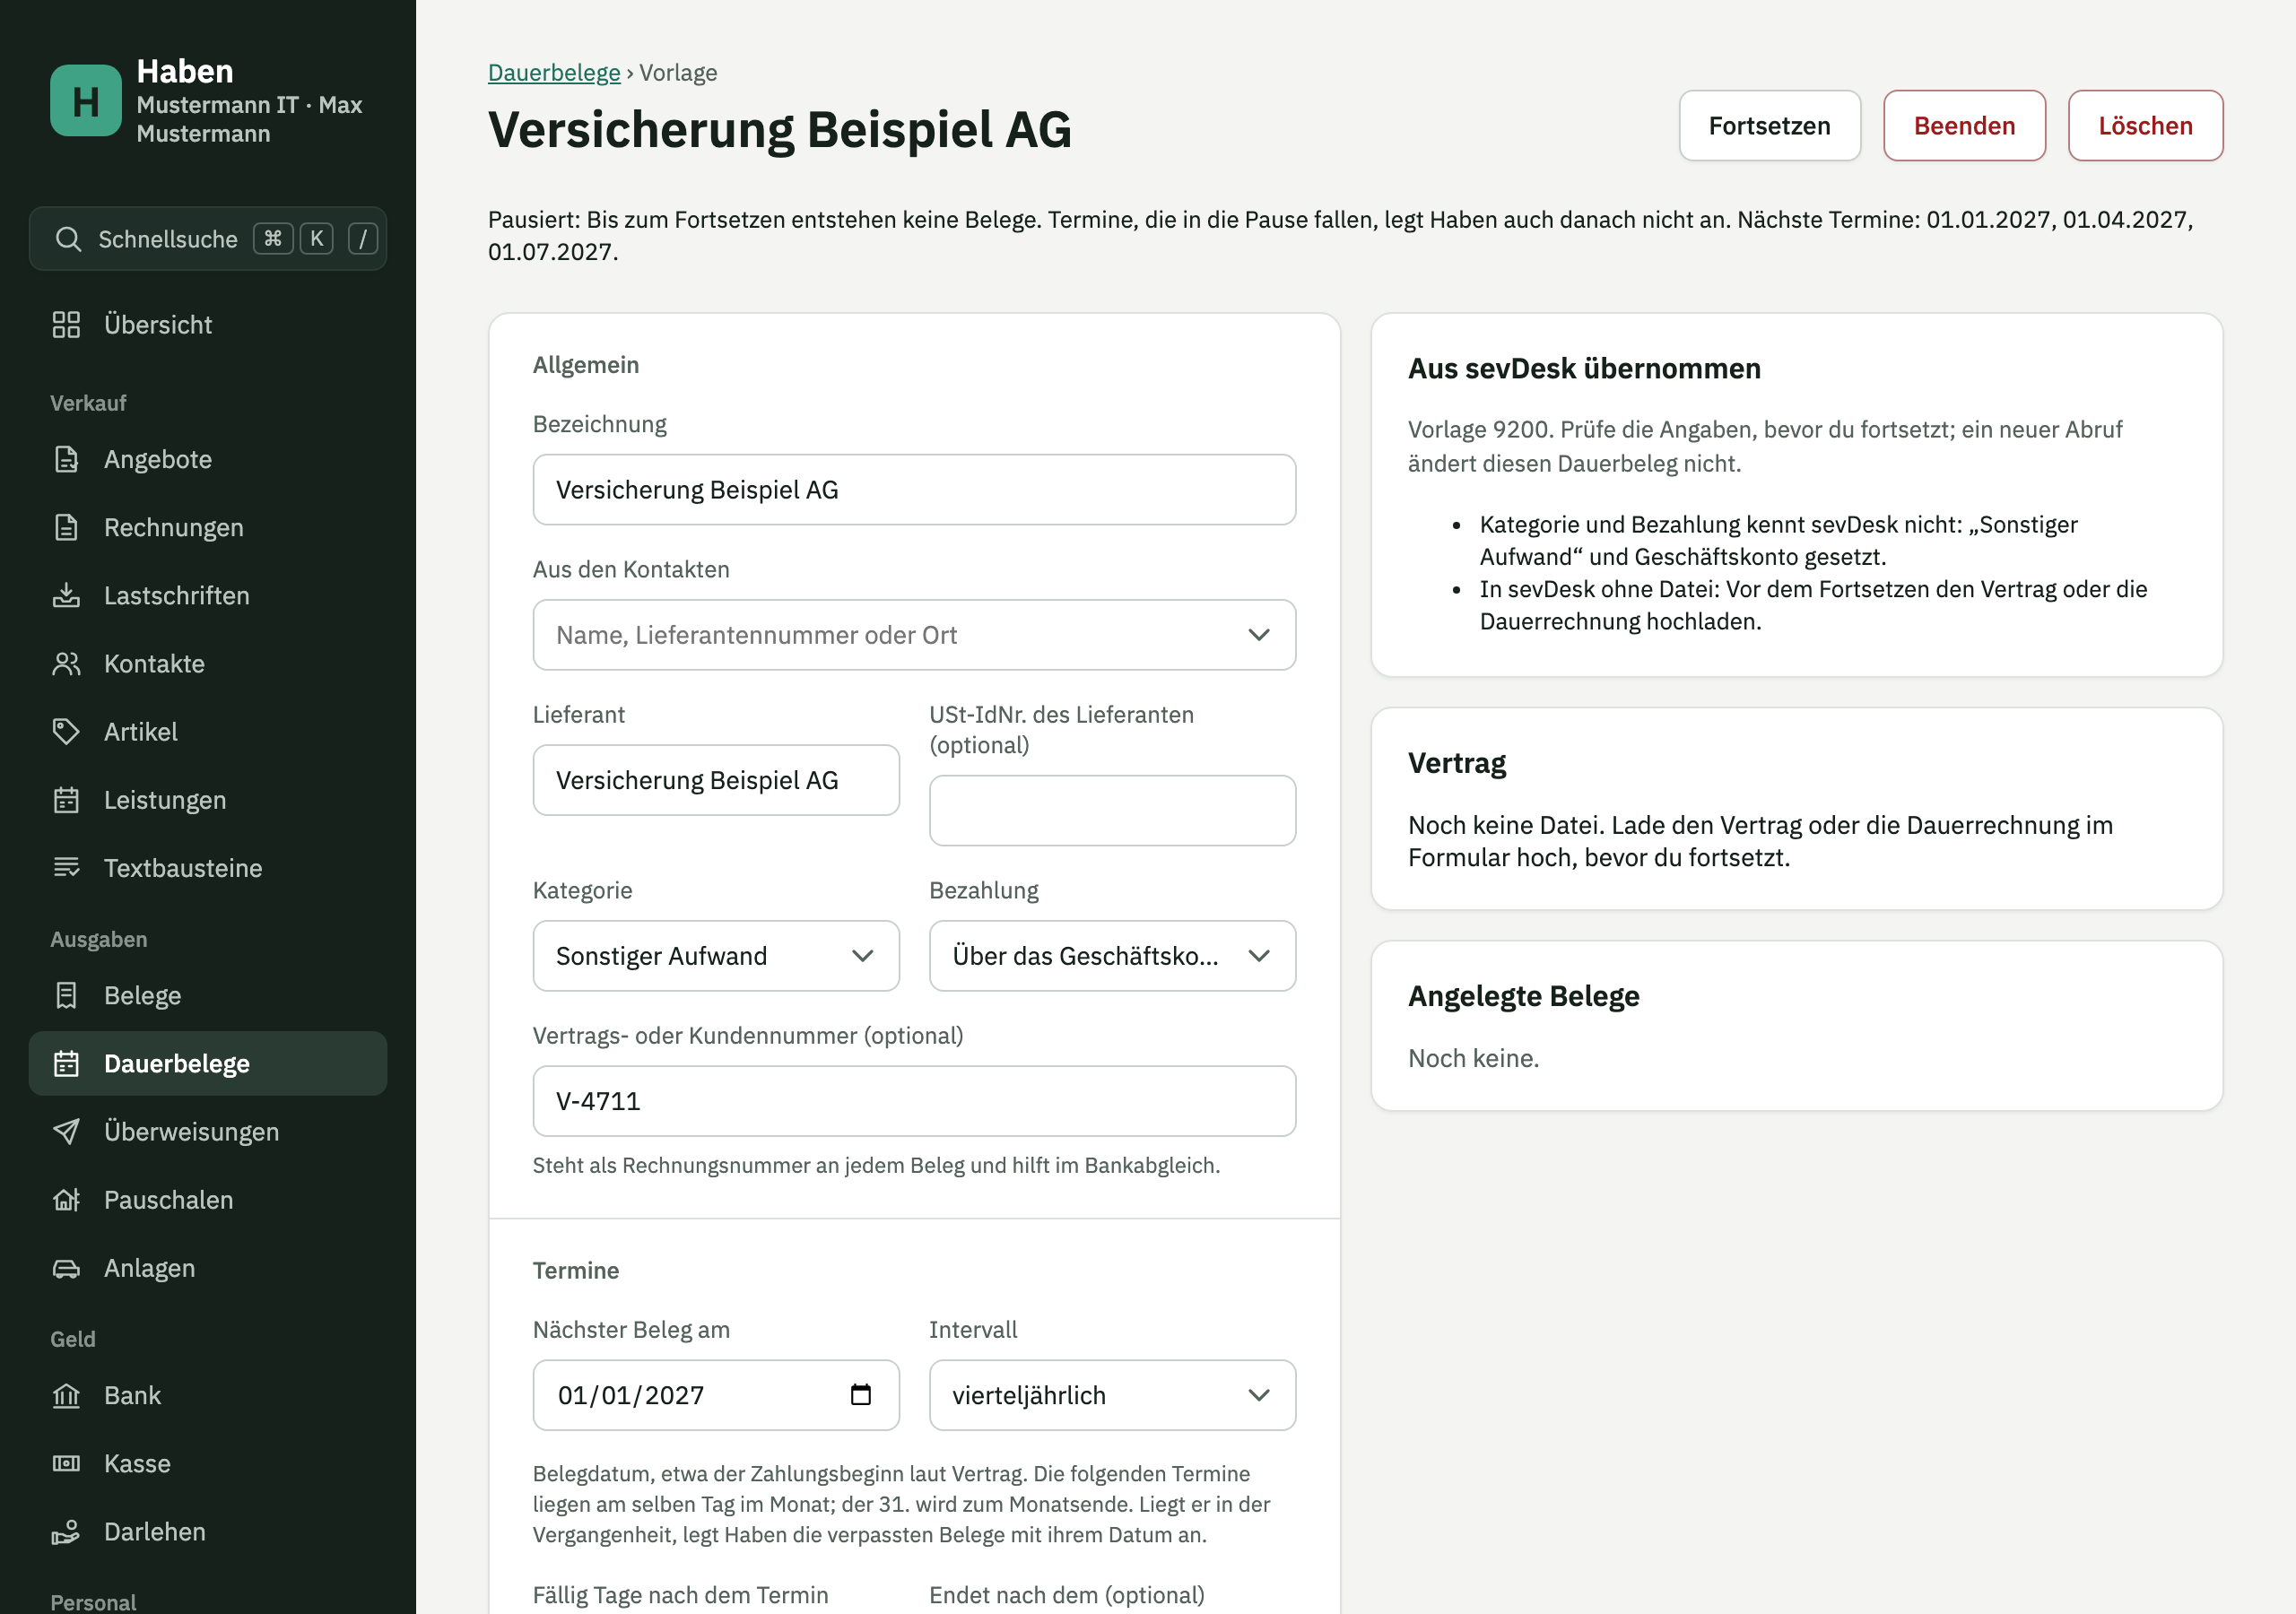 H
Haben
Mustermann IT · Max
Mustermann
Schnellsuche ⌘ K /
Übersicht
Verkauf
Angebote
Rechnungen
Lastschriften
Kontakte
Artikel
Leistungen
Textbausteine
Ausgaben
Belege
Dauerbelege
Überweisungen
Pauschalen
Anlagen
Geld
Bank
Kasse
Darlehen
Personal
Dauerbelege › Vorlage
Versicherung Beispiel AG
Fortsetzen
Beenden
Löschen
Pausiert: Bis zum Fortsetzen entstehen keine Belege. Termine, die in die Pause fallen, legt Haben auch danach nicht an. Nächste Termine: 01.01.2027, 01.04.2027,
01.07.2027.
Allgemein
Bezeichnung
Versicherung Beispiel AG
Aus den Kontakten
Name, Lieferantennummer oder Ort
Lieferant
Versicherung Beispiel AG
USt-IdNr. des Lieferanten
(optional)
Kategorie
Sonstiger Aufwand
Bezahlung
Über das Geschäftsko...
Vertrags- oder Kundennummer (optional)
V-4711
Steht als Rechnungsnummer an jedem Beleg und hilft im Bankabgleich.
Termine
Nächster Beleg am
01/01/2027
Intervall
vierteljährlich
Belegdatum, etwa der Zahlungsbeginn laut Vertrag. Die folgenden Termine
liegen am selben Tag im Monat; der 31. wird zum Monatsende. Liegt er in der
Vergangenheit, legt Haben die verpassten Belege mit ihrem Datum an.
Fällig Tage nach dem Termin
Endet nach dem (optional)
Aus sevDesk übernommen
Vorlage 9200. Prüfe die Angaben, bevor du fortsetzt; ein neuer Abruf
ändert diesen Dauerbeleg nicht.
• Kategorie und Bezahlung kennt sevDesk nicht: „Sonstiger
Aufwand“ und Geschäftskonto gesetzt.
• In sevDesk ohne Datei: Vor dem Fortsetzen den Vertrag oder die
Dauerrechnung hochladen.
Vertrag
Noch keine Datei. Lade den Vertrag oder die Dauerrechnung im
Formular hoch, bevor du fortsetzt.
Angelegte Belege
Noch keine.